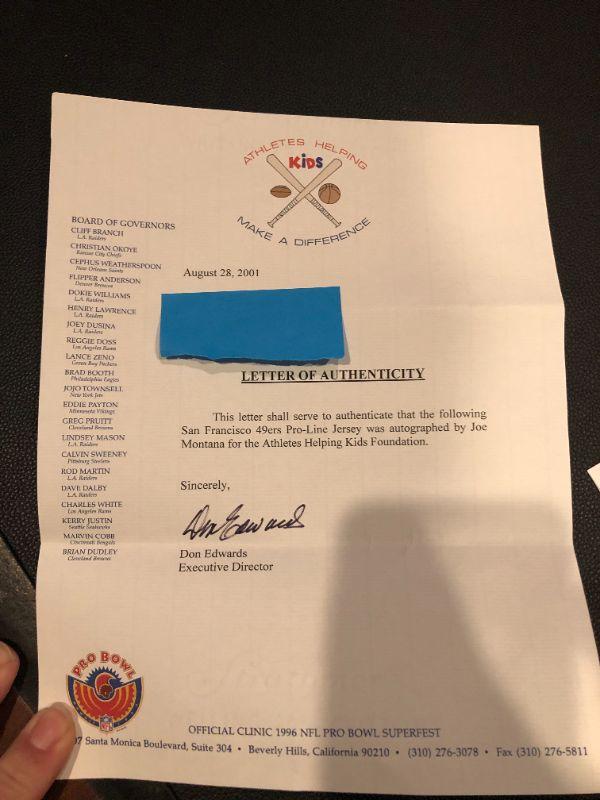 ATHLETES HELPING
KIDS
MAKE A DIFFERENCE
BOARD OF GOVERNORS
CLIFF BRANCH
L.A. Raiders
CHRISTIAN OKOYE
Kansas City Chiefs
CEPHUS WEATHERSPOON
New Orleans Saints
FLIPPER ANDERSON
Denver Broncos
DOKIE WILLIAMS
L.A. Raiders
HENRY LAWRENCE
L.A. Raiders
JOEY DUSINA
L.A. Raiders
REGGIE DOSS
Los Angeles Rams
LANCE ZENO
Green Bay Packers
BRAD BOOTH
Philadelphia Eagles
JOJO TOWNSELL
New York Jets
EDDIE PAYTON
Minnesota Vikings
GREG PRUITT
Cleveland Browns
LINDSEY MASON
L.A. Raiders
CALVIN SWEENEY
Pittsburg Steelers
ROD MARTIN
L.A. Raiders
DAVE DALBY
L.A. Raiders
CHARLES WHITE
Los Angeles Rams
KERRY JUSTIN
Seattle Seahawks
MARVIN COBB
Cincinnati Bengals
BRIAN DUDLEY
Cleveland Browns
August 28, 2001
LETTER OF AUTHENTICITY
This letter shall serve to authenticate that the following
San Francisco 49ers Pro-Line Jersey was autographed by Joe
Montana for the Athletes Helping Kids Foundation.
Sincerely,
Don Edwards
Don Edwards
Executive Director
PRO BOWL
NFL
OFFICIAL CLINIC 1996 NFL PRO BOWL SUPERFEST
07 Santa Monica Boulevard, Suite 304 • Beverly Hills, California 90210 • (310) 276-3078 • Fax (310) 276-5811